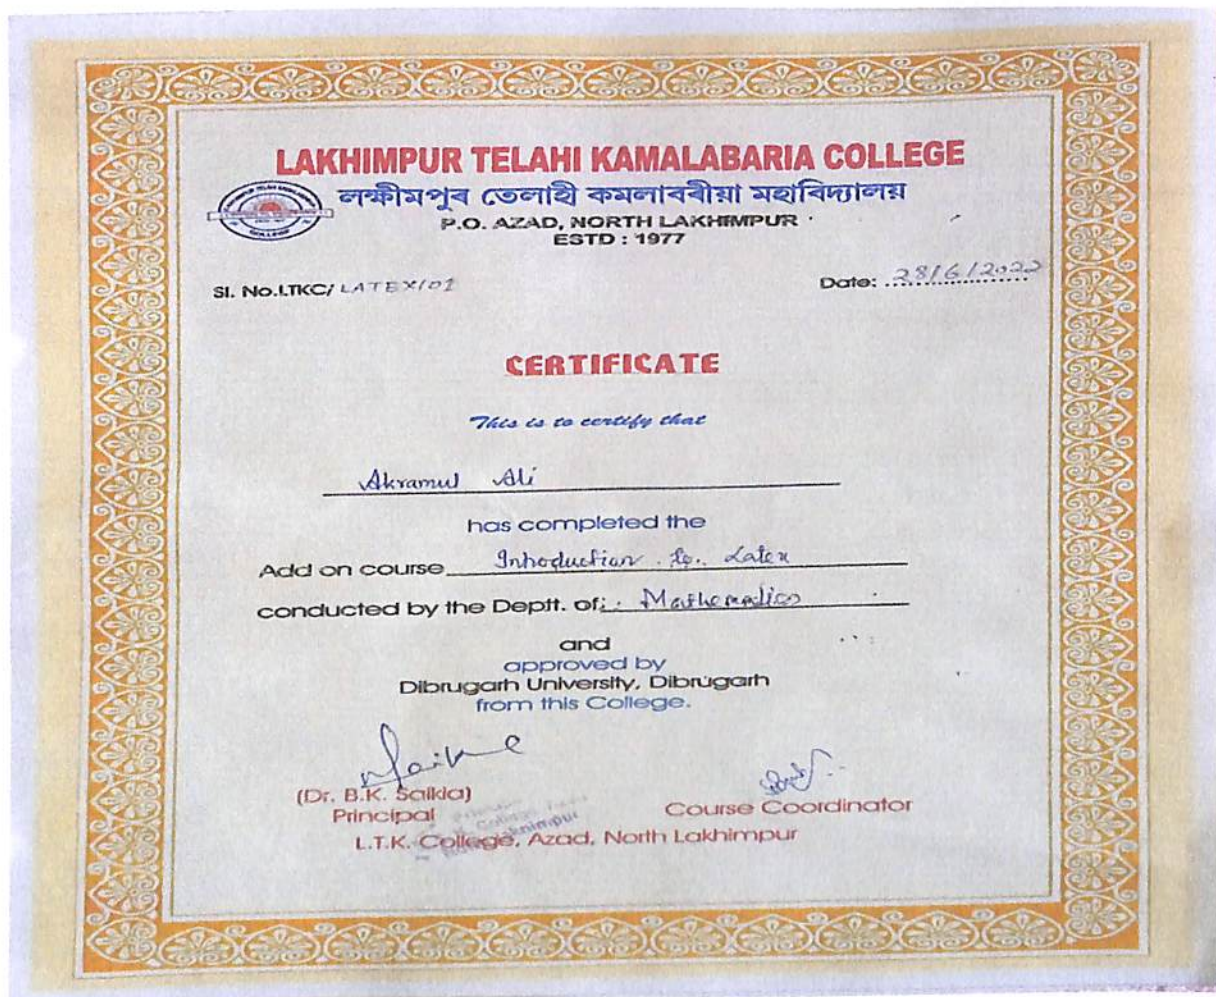 LAKHIMPUR TELAHI KAMALABARIA COLLEGE
লক্ষীমপুৰ তেলাহী কমলাবৰীয়া মহাবিদ্যালয়
P.O. AZAD, NORTH LAKHIMPUR
ESTD : 1977
Sl. No.LTKC/ LATEX/01
Date: 28/6/2022
CERTIFICATE
This is to certify that
Akramul Ali
has completed the
Add on course Introduction to Latex
conducted by the Deptt. of: Mathematics
and
approved by
Dibrugarh University, Dibrugarh
from this College.
(Dr. B.K. Saikia)
Principal
Course Coordinator
L.T.K. College, Azad, North Lakhimpur